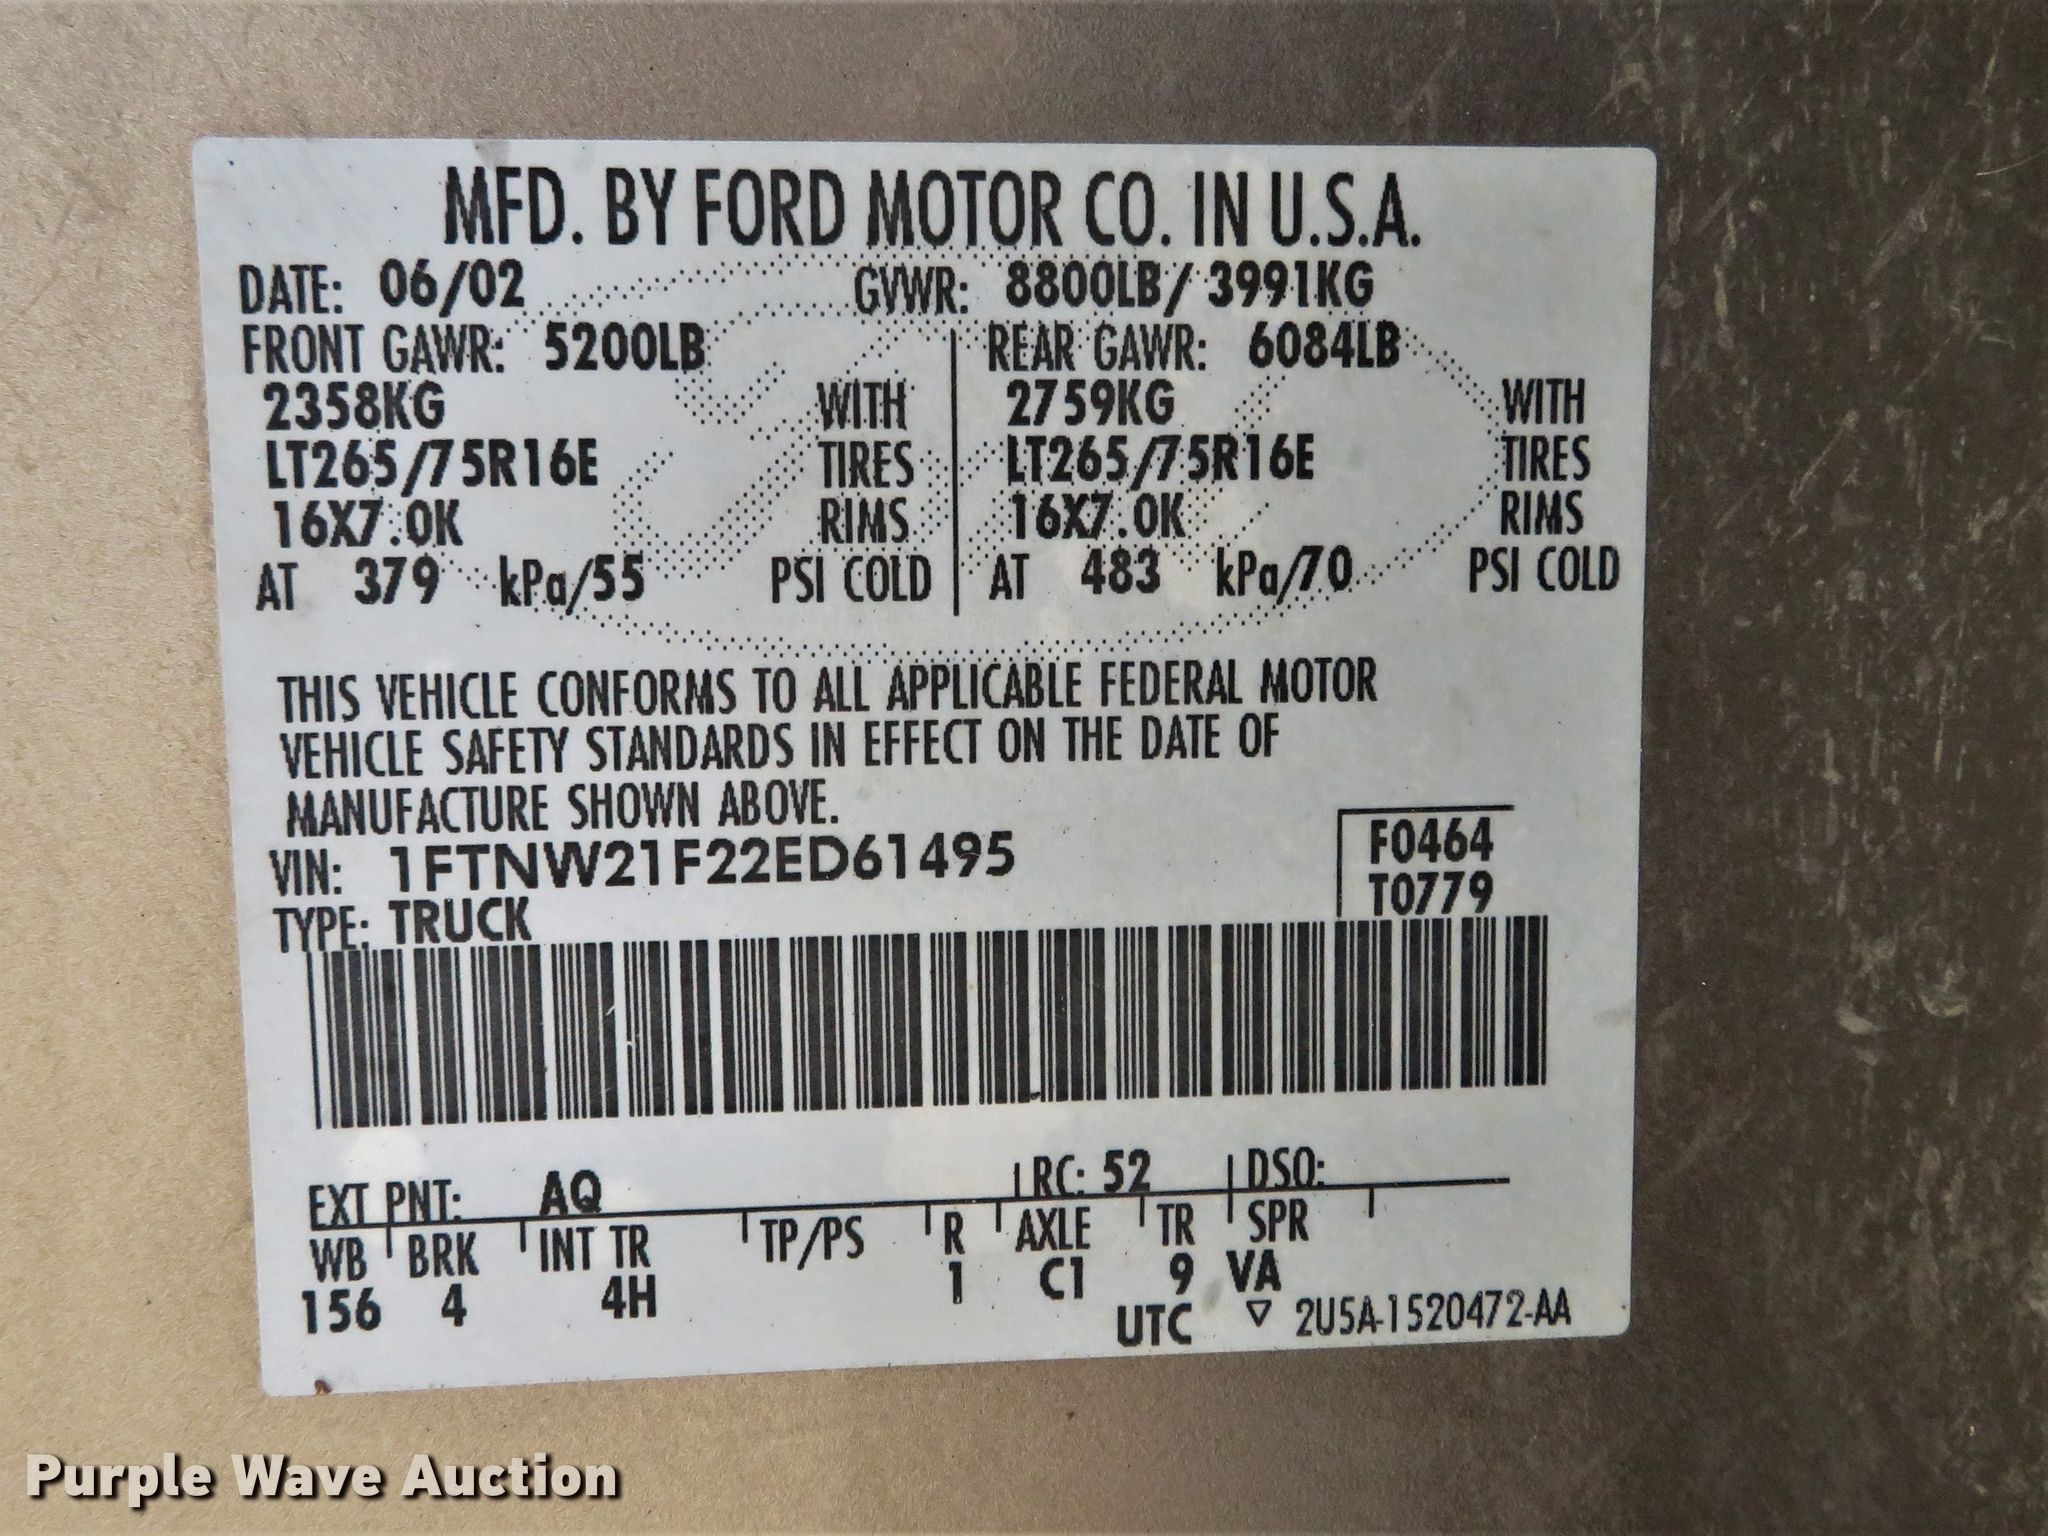 MFD. BY FORD MOTOR CO. IN U.S.A.
DATE: 06/02 GVWR: 8800LB/ 3991KG
FRONT GAWR: 5200LB REAR GAWR: 6084LB
2358KG WITH 2759KG WITH
LT265/75R16E TIRES LT265/75R16E TIRES
16X7.0K RIMS 16X7.0K RIMS
AT 379 kPa/55 PSI COLD AT 483 kPa/70 PSI COLD
THIS VEHICLE CONFORMS TO ALL APPLICABLE FEDERAL MOTOR
VEHICLE SAFETY STANDARDS IN EFFECT ON THE DATE OF
MANUFACTURE SHOWN ABOVE.
VIN: 1FTNW21F22ED61495 F0464
TYPE: TRUCK T0779
EXT PNT: AQ RC: 52 DSO:
WB BRK INT TR TP/PS R AXLE TR SPR
156 4 4H 1 C1 9 VA
UTC ▽ 2U5A-1520472-AA
Purple Wave Auction